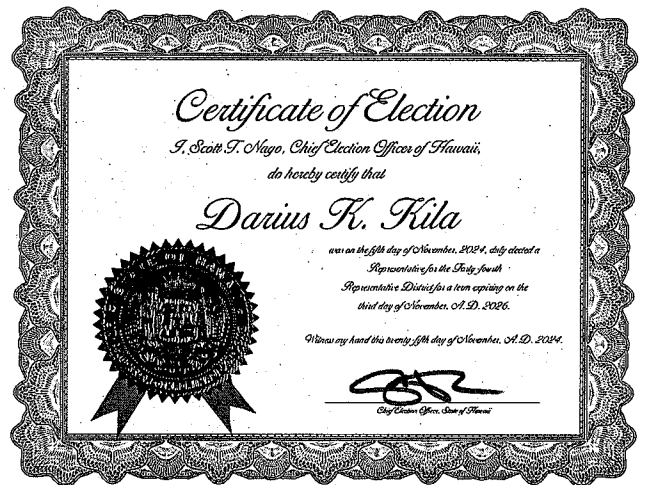 Certificate of Election
I, Scott T. Nago, Chief Election Officer of Hawaii,
do hereby certify that
Darius K. Kila
was on the fifth day of November, 2024, duly elected a
Representative for the Forty-fourth
Representative District for a term expiring on the
third day of November, A.D. 2026.
Witness my hand this twenty-fifth day of November, A.D. 2024.
Chief Election Officer, State of Hawaii